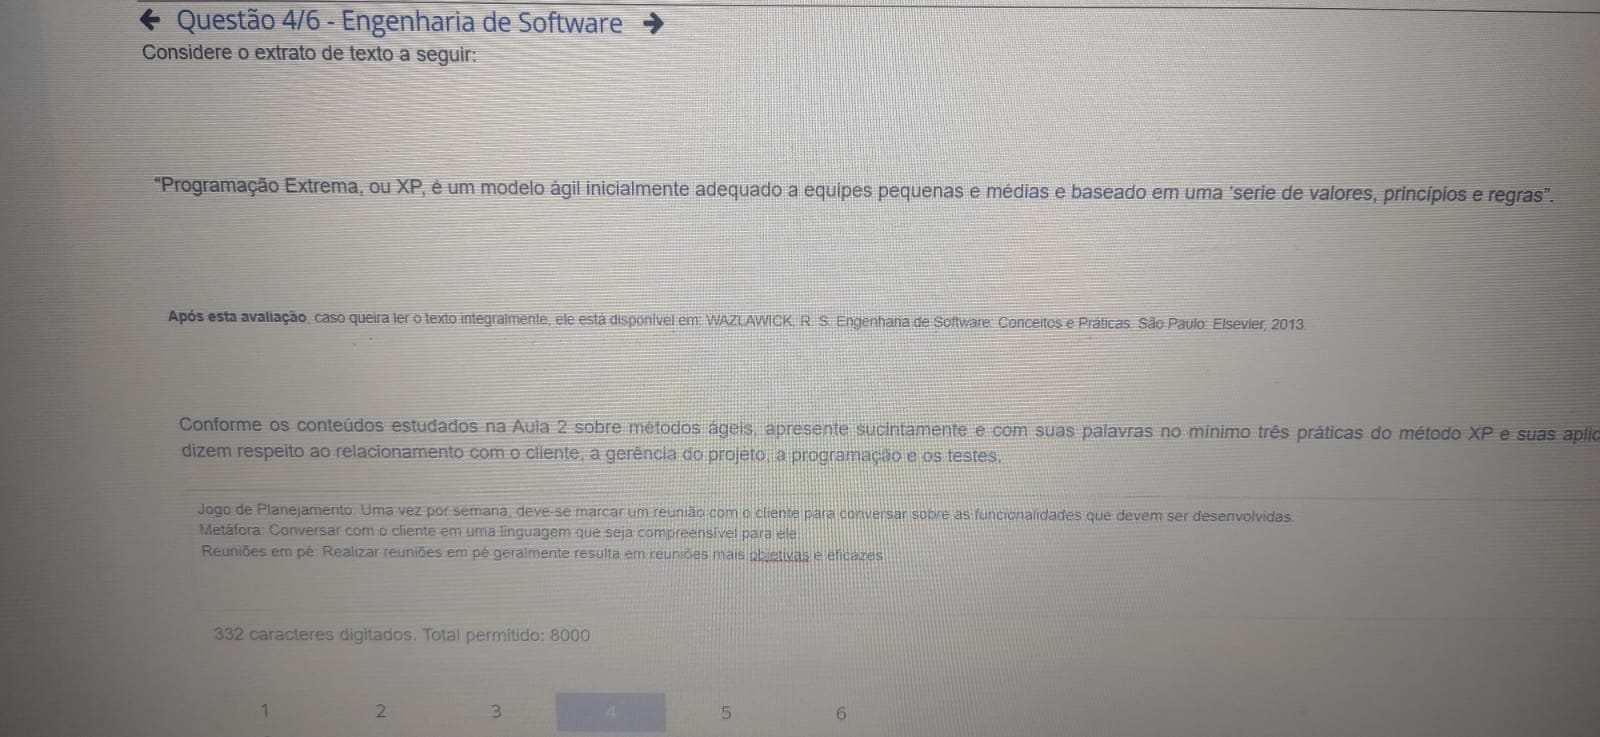 ← Questão 4/6 - Engenharia de Software →
Considere o extrato de texto a seguir:
“Programação Extrema, ou XP, é um modelo ágil inicialmente adequado a equipes pequenas e médias e baseado em uma ‘serie de valores, princípios e regras”.
Após esta avaliação, caso queira ler o texto integralmente, ele está disponível em: WAZLAWICK, R. S. Engenharia de Software: Conceitos e Práticas. São Paulo: Elsevier, 2013.
Conforme os conteúdos estudados na Aula 2 sobre métodos ágeis, apresente sucintamente e com suas palavras no mínimo três práticas do método XP e suas
dizem respeito ao relacionamento com o cliente, a gerência do projeto, a programação e os testes.
Jogo de Planejamento: Uma vez por semana, deve-se marcar um reunião com o cliente para conversar sobre as funcionalidades que devem ser desenvolvidas.
Metáfora: Conversar com o cliente em uma linguagem que seja compreensível para ele.
Reuniões em pé: Realizar reuniões em pé geralmente resulta em reuniões mais objetivas e eficazes.
332 caracteres digitados. Total permitido: 8000
1 2 3 4 5 6